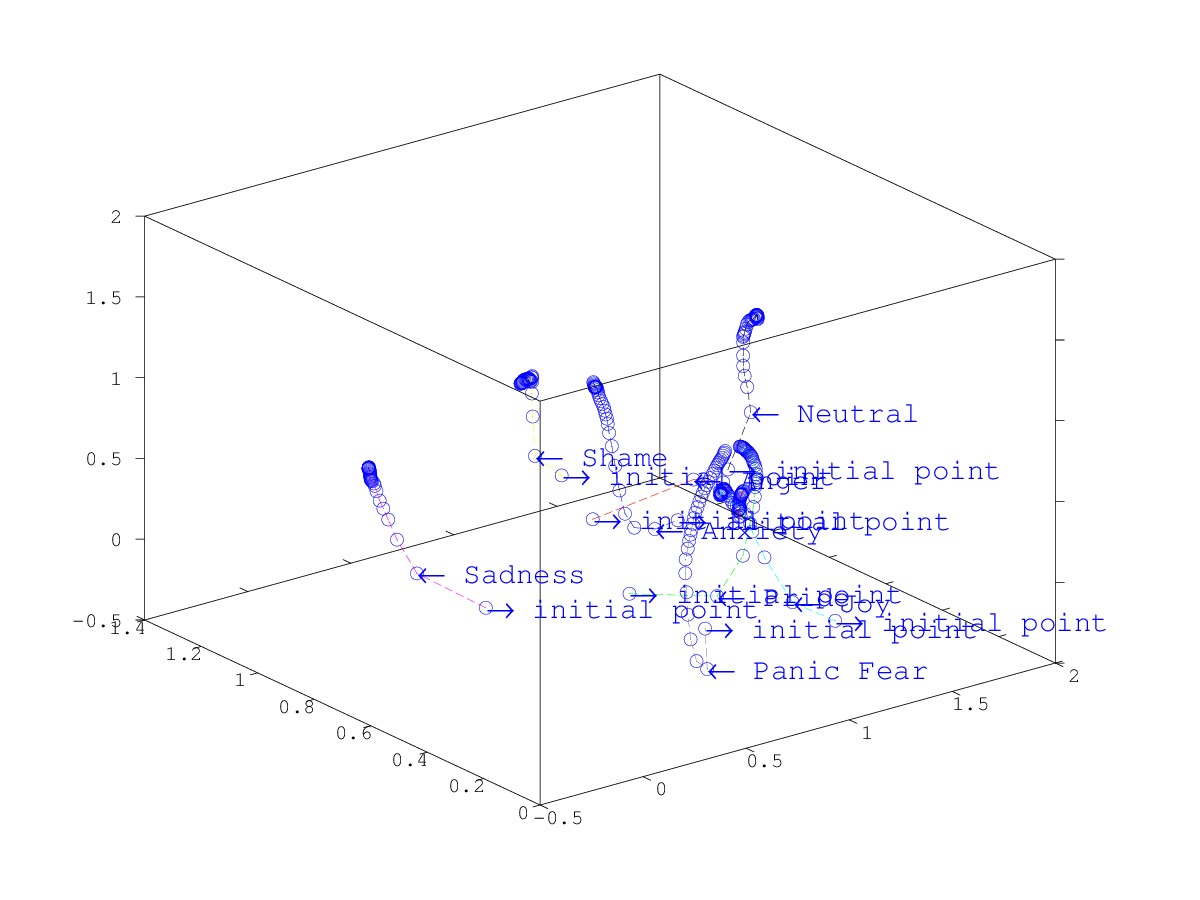 2
1.5
1
0.5
0
-0.5
1.4
1.2
1
0.8
0.6
0.4
0.2
0
-0.5
0
0.5
1
1.5
2
Neutral
initial point
Shame
initial point
Anger
initial point
initial point
Anxiety
Sadness
initial point
initial point
Pride
Joy
initial point
initial point
Panic Fear